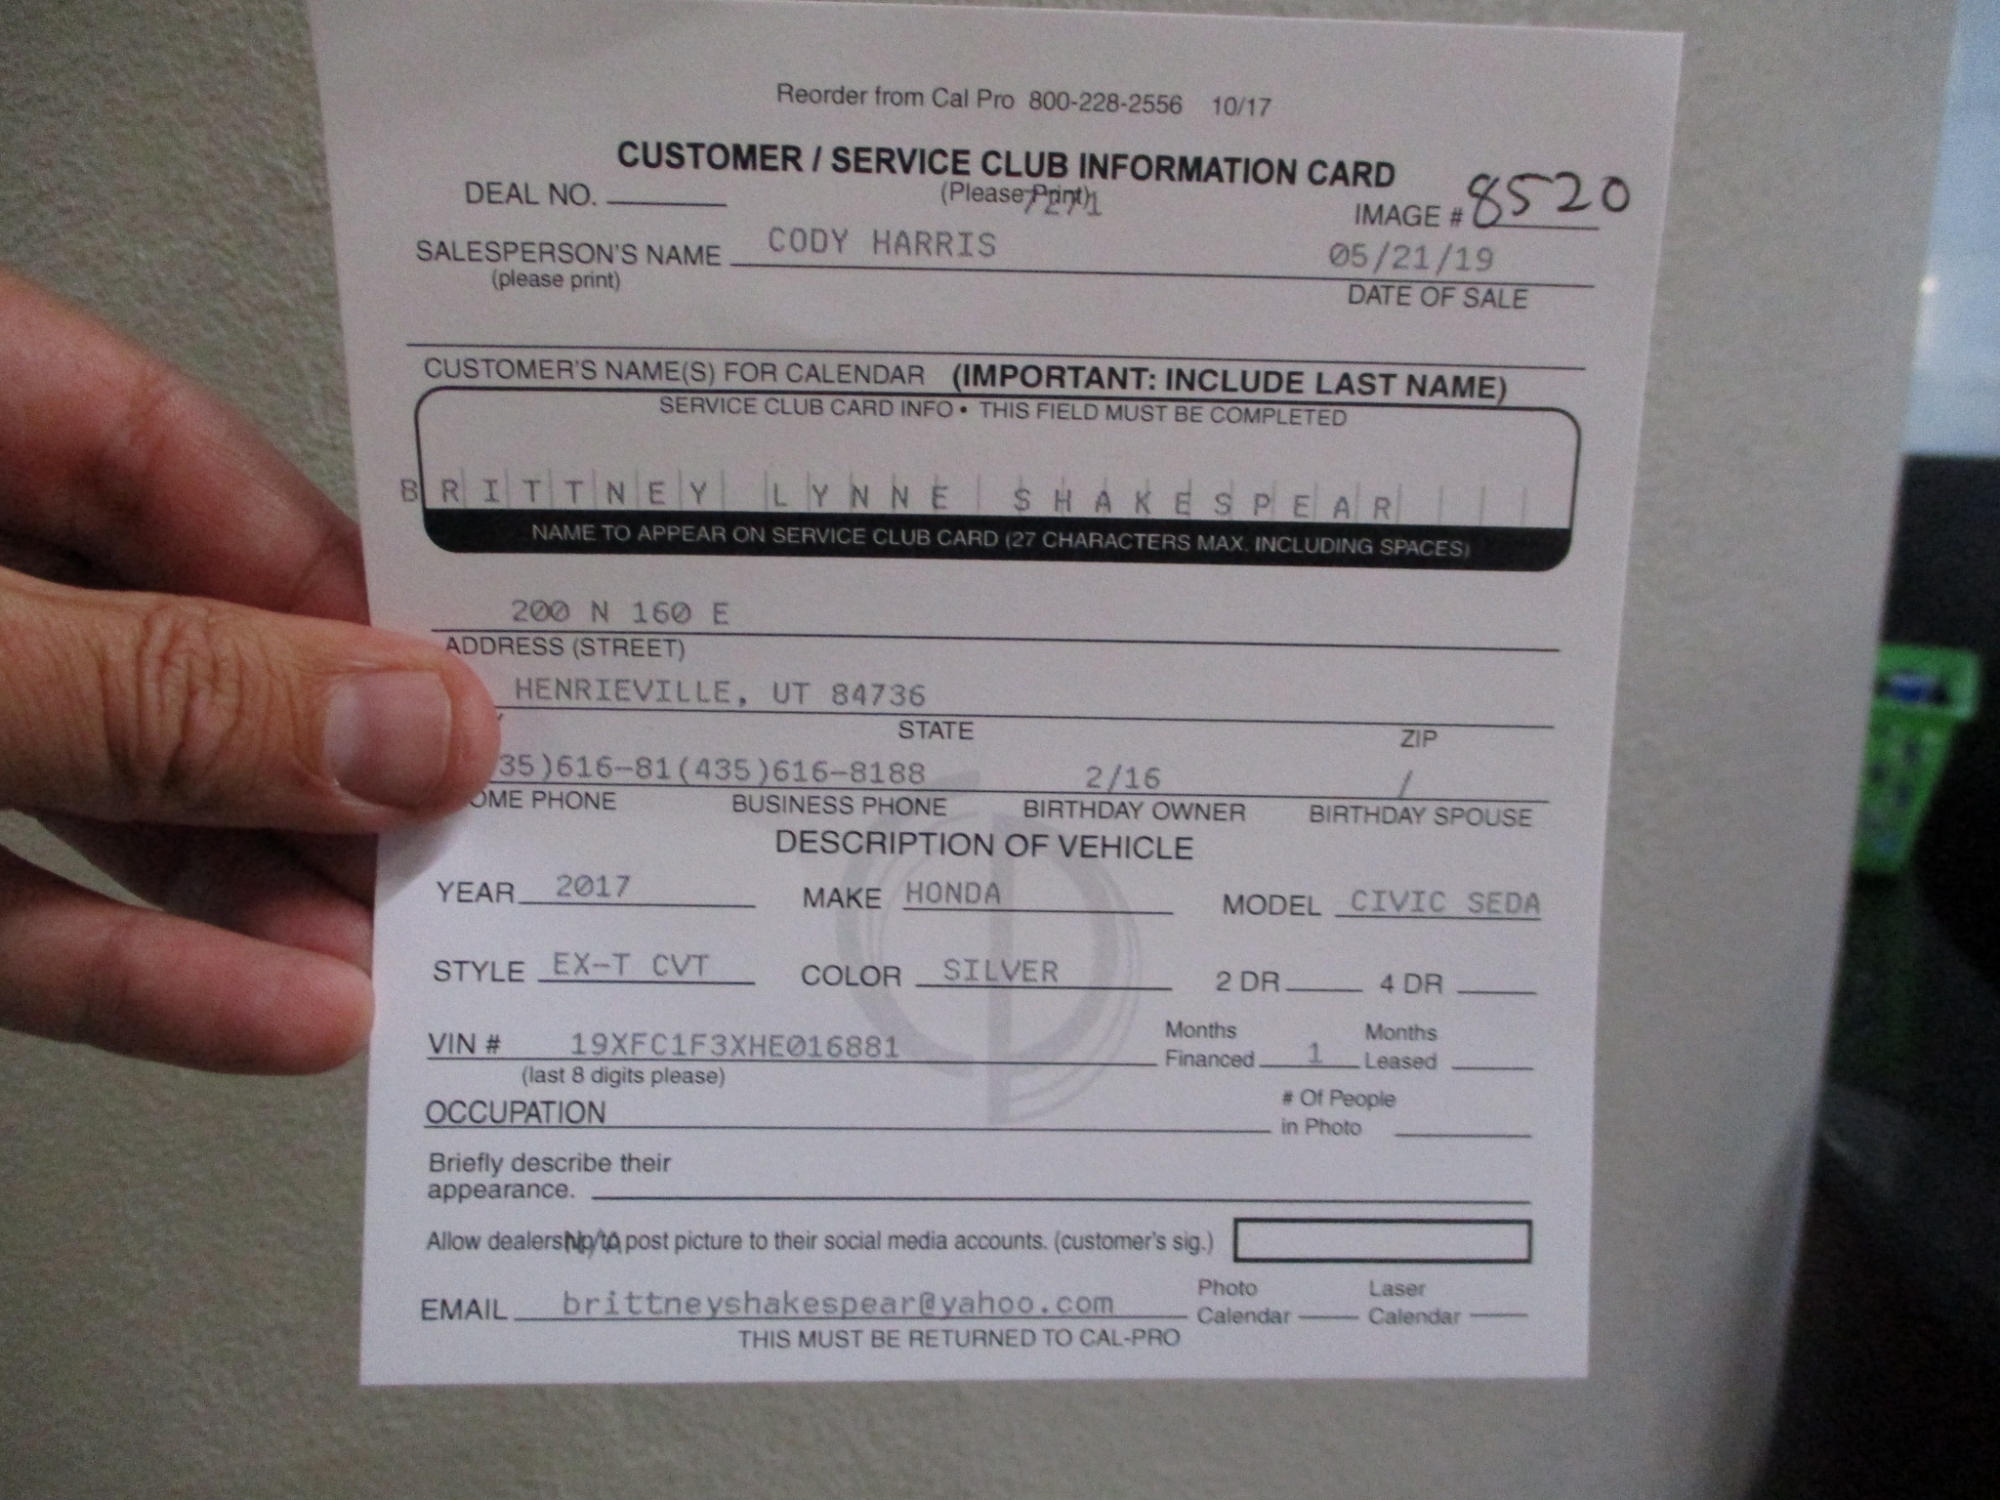 Reorder from Cal Pro 800-228-2556 10/17
CUSTOMER / SERVICE CLUB INFORMATION CARD
DEAL NO. (Please Print) IMAGE # 8520
SALESPERSON'S NAME CODY HARRIS 05/21/19
(please print) DATE OF SALE
CUSTOMER'S NAME(S) FOR CALENDAR (IMPORTANT: INCLUDE LAST NAME)
SERVICE CLUB CARD INFO • THIS FIELD MUST BE COMPLETED
BRITTNEY LYNNE SHAKESPEAR
NAME TO APPEAR ON SERVICE CLUB CARD (27 CHARACTERS MAX. INCLUDING SPACES)
200 N 160 E
ADDRESS (STREET)
HENRIEVILLE, UT 84736
STATE ZIP
35)616-81(435)616-8188 2/16 /
OME PHONE BUSINESS PHONE BIRTHDAY OWNER BIRTHDAY SPOUSE
DESCRIPTION OF VEHICLE
YEAR 2017 MAKE HONDA MODEL CIVIC SEDA
STYLE EX-T CVT COLOR SILVER 2 DR 4 DR
VIN # 19XFC1F3XHE016881 Months Financed 1 Months Leased
(last 8 digits please)
OCCUPATION # Of People in Photo
Briefly describe their
appearance.
Allow dealership to post picture to their social media accounts. (customer's sig.)
N/A
EMAIL brittneyshakespear@yahoo.com Photo Calendar Laser Calendar
THIS MUST BE RETURNED TO CAL-PRO